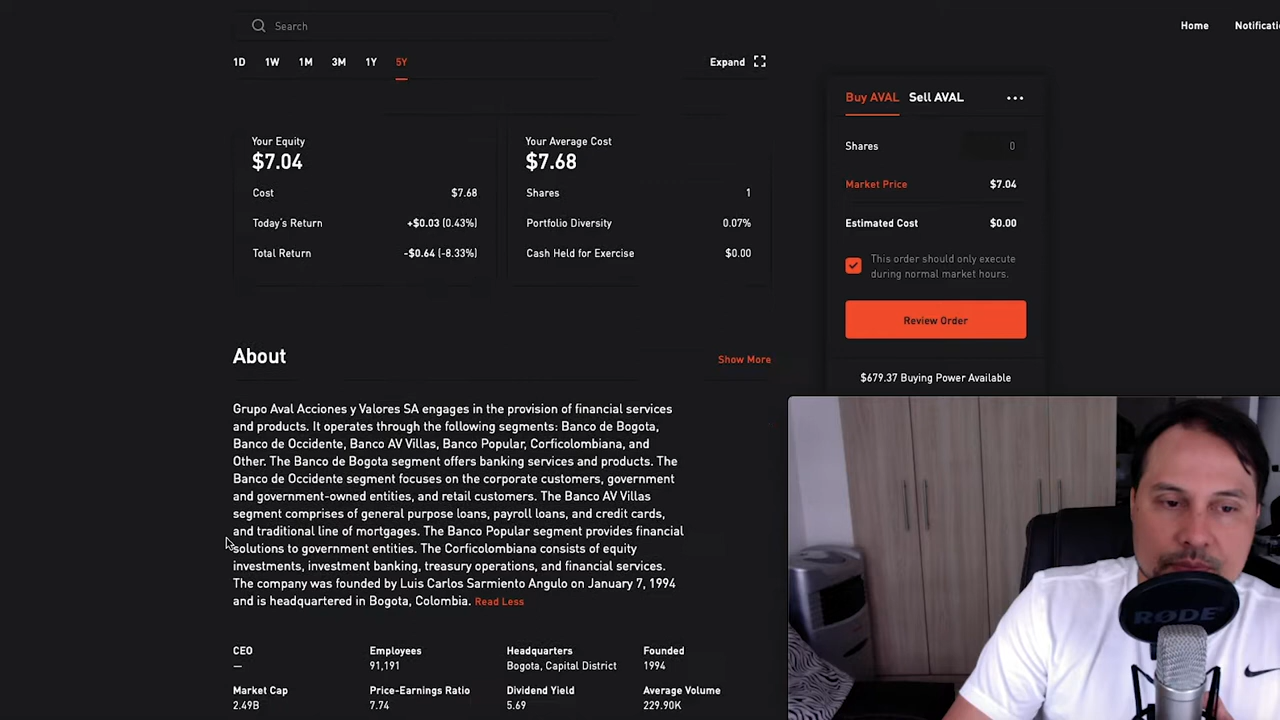 Search
Home
Notificati
1D 1W 1M 3M 1Y 5Y
Expand
Your Equity
$7.04
Cost $7.68
Today's Return +$0.03 (0.43%)
Total Return -$0.64 (-8.33%)
Your Average Cost
$7.68
Shares 1
Portfolio Diversity 0.07%
Cash Held for Exercise $0.00
Buy AVAL Sell AVAL
Shares 0
Market Price $7.04
Estimated Cost $0.00
This order should only execute
during normal market hours.
Review Order
$679.37 Buying Power Available
About
Show More
Grupo Aval Acciones y Valores SA engages in the provision of financial services
and products. It operates through the following segments: Banco de Bogota,
Banco de Occidente, Banco AV Villas, Banco Popular, Corficolombiana, and
Other. The Banco de Bogota segment offers banking services and products. The
Banco de Occidente segment focuses on the corporate customers, government
and government-owned entities, and retail customers. The Banco AV Villas
segment comprises of general purpose loans, payroll loans, and credit cards,
and traditional line of mortgages. The Banco Popular segment provides financial
solutions to government entities. The Corficolombiana consists of equity
investments, investment banking, treasury operations, and financial services.
The company was founded by Luis Carlos Sarmiento Angulo on January 7, 1994
and is headquartered in Bogota, Colombia. Read Less
CEO Employees Headquarters Founded
— 91,191 Bogota, Capital District 1994
Market Cap Price-Earnings Ratio Dividend Yield Average Volume
2.49B 7.74 5.69 229.90K
RØDE